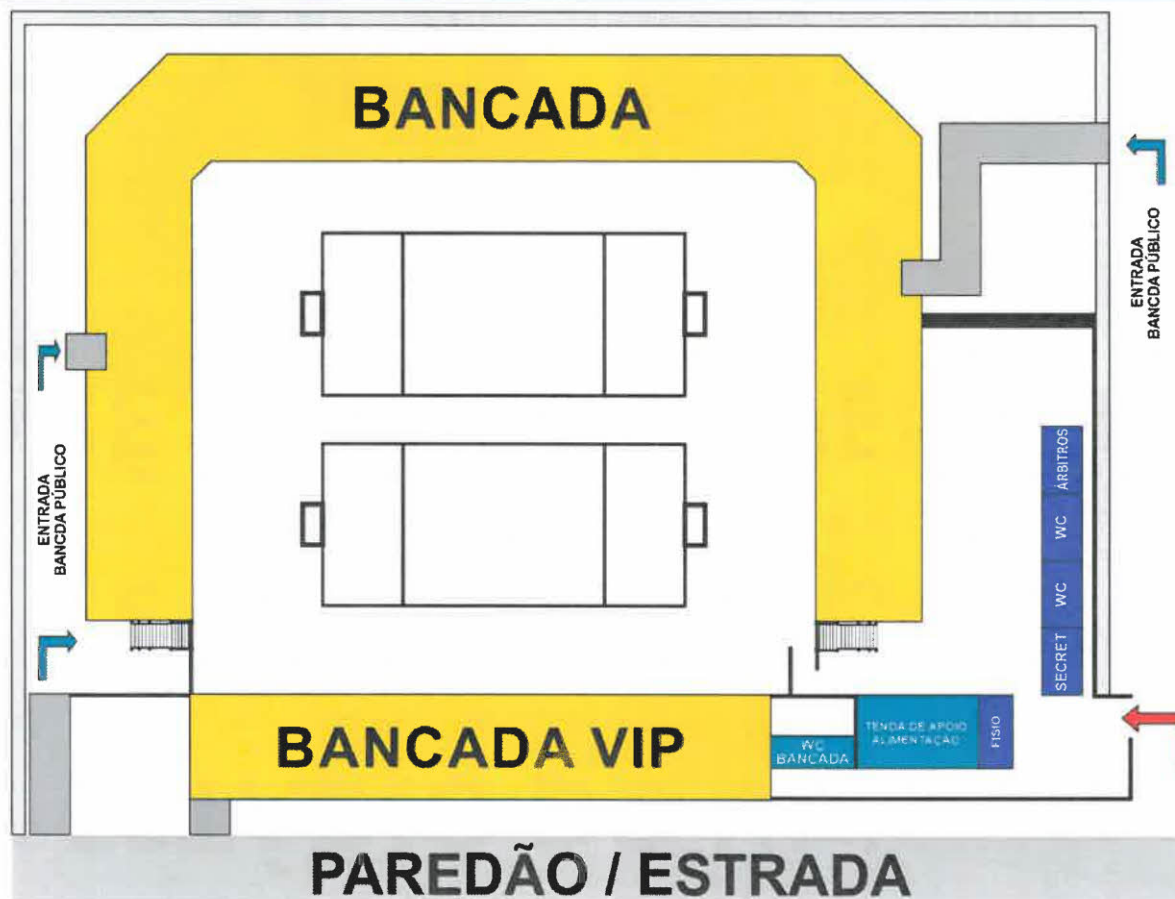 BANCADA
ENTRADA
BANCDA PÚBLICO
ENTRADA
BANCDA PÚBLICO
ÁRBITROS
WC
WC
SECRET
BANCADA VIP
WC
BANCADA
TENDA DE APOIO
ALIMENTAÇÃO
FISIO
PAREDÃO / ESTRADA